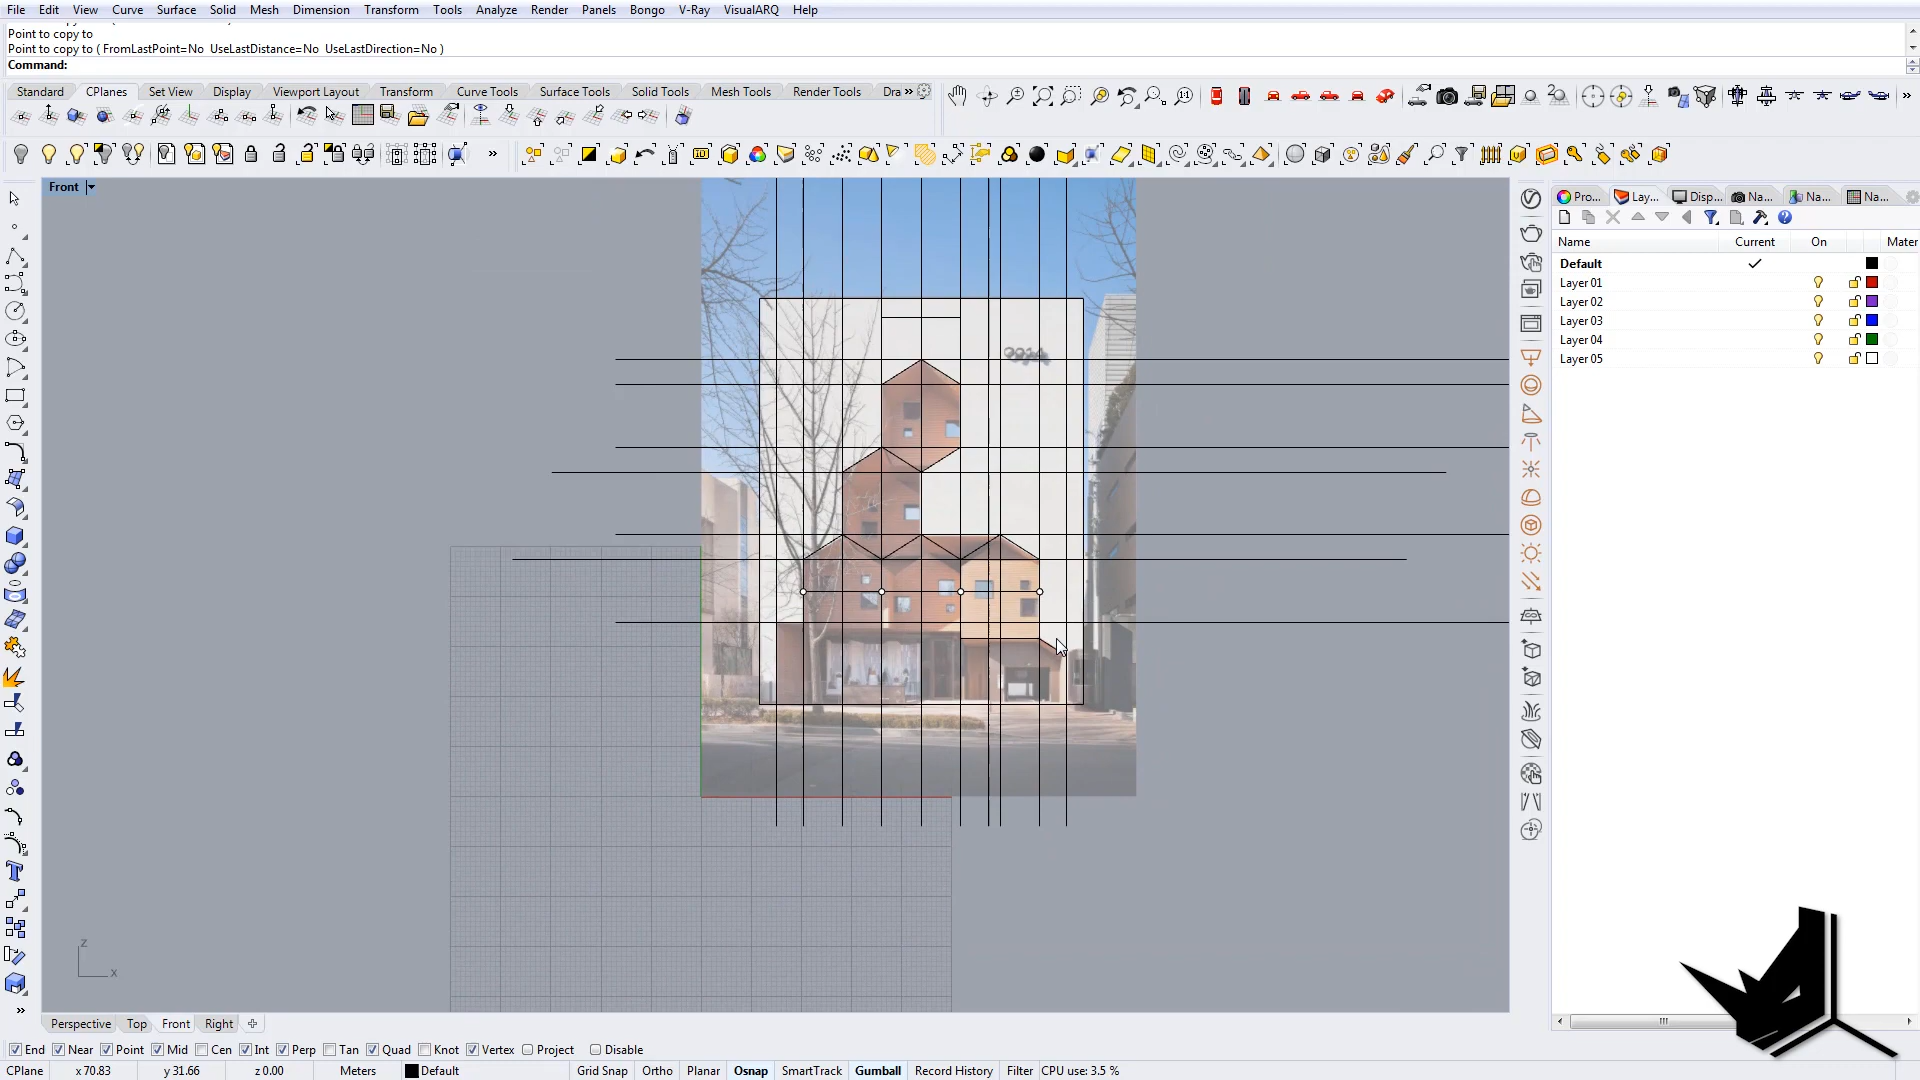 File Edit View Curve Surface Solid Mesh Dimension Transform Tools Analyze Render Panels Bongo V-Ray VisualARQ Help
Point to copy to
Point to copy to ( FromLastPoint=No UseLastDistance=No UseLastDirection=No )
Command:
Standard CPlanes Set View Display Viewport Layout Transform Curve Tools Surface Tools Solid Tools Mesh Tools Render Tools Dra »
Front
Pro... Lay... Disp... Na... Na... Na...
Name Current On Mater
Default
Layer 01
Layer 02
Layer 03
Layer 04
Layer 05
z
x
Perspective Top Front Right
End Near Point Mid Cen Int Perp Tan Quad Knot Vertex Project Disable
CPlane x 70.83 y 31.66 z 0.00 Meters Default Grid Snap Ortho Planar Osnap SmartTrack Gumball Record History Filter CPU use: 3.5 %